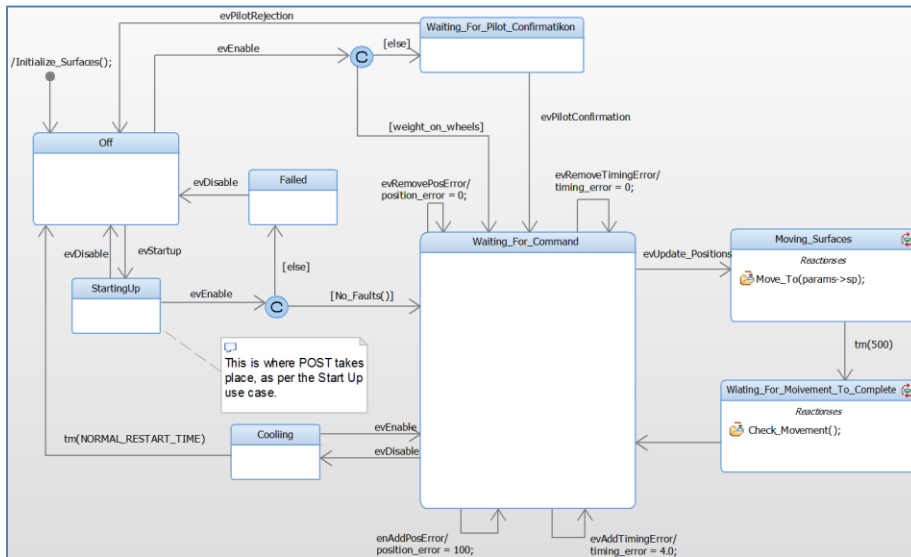 evPilotRejection
Waiting_For_Pilot_Confirmatikon
[else]
evEnable
/Initialize_Surfaces();
evPilotConfirmation
[weight_on_wheels]
Off
evDisable
Failed
evRemovePosError/
position_error = 0;
evRemoveTimingError/
timing_error = 0;
Waiting_For_Command
evUpdate_Positions
Moving_Surfaces
Reactionses
Move_To(params->sp);
evDisable
evStartup
[else]
StartingUp
evEnable
[No_Faults()]
C
C
tm(500)
This is where POST takes
place, as per the Start Up
use case.
Wiating_For_Moivement_To_Complete
Reactionses
Check_Movement();
tm(NORMAL_RESTART_TIME)
Cooliing
evEnable
evDisable
enAddPosError/
position_error = 100;
evAddTimingError/
timing_error = 4.0;